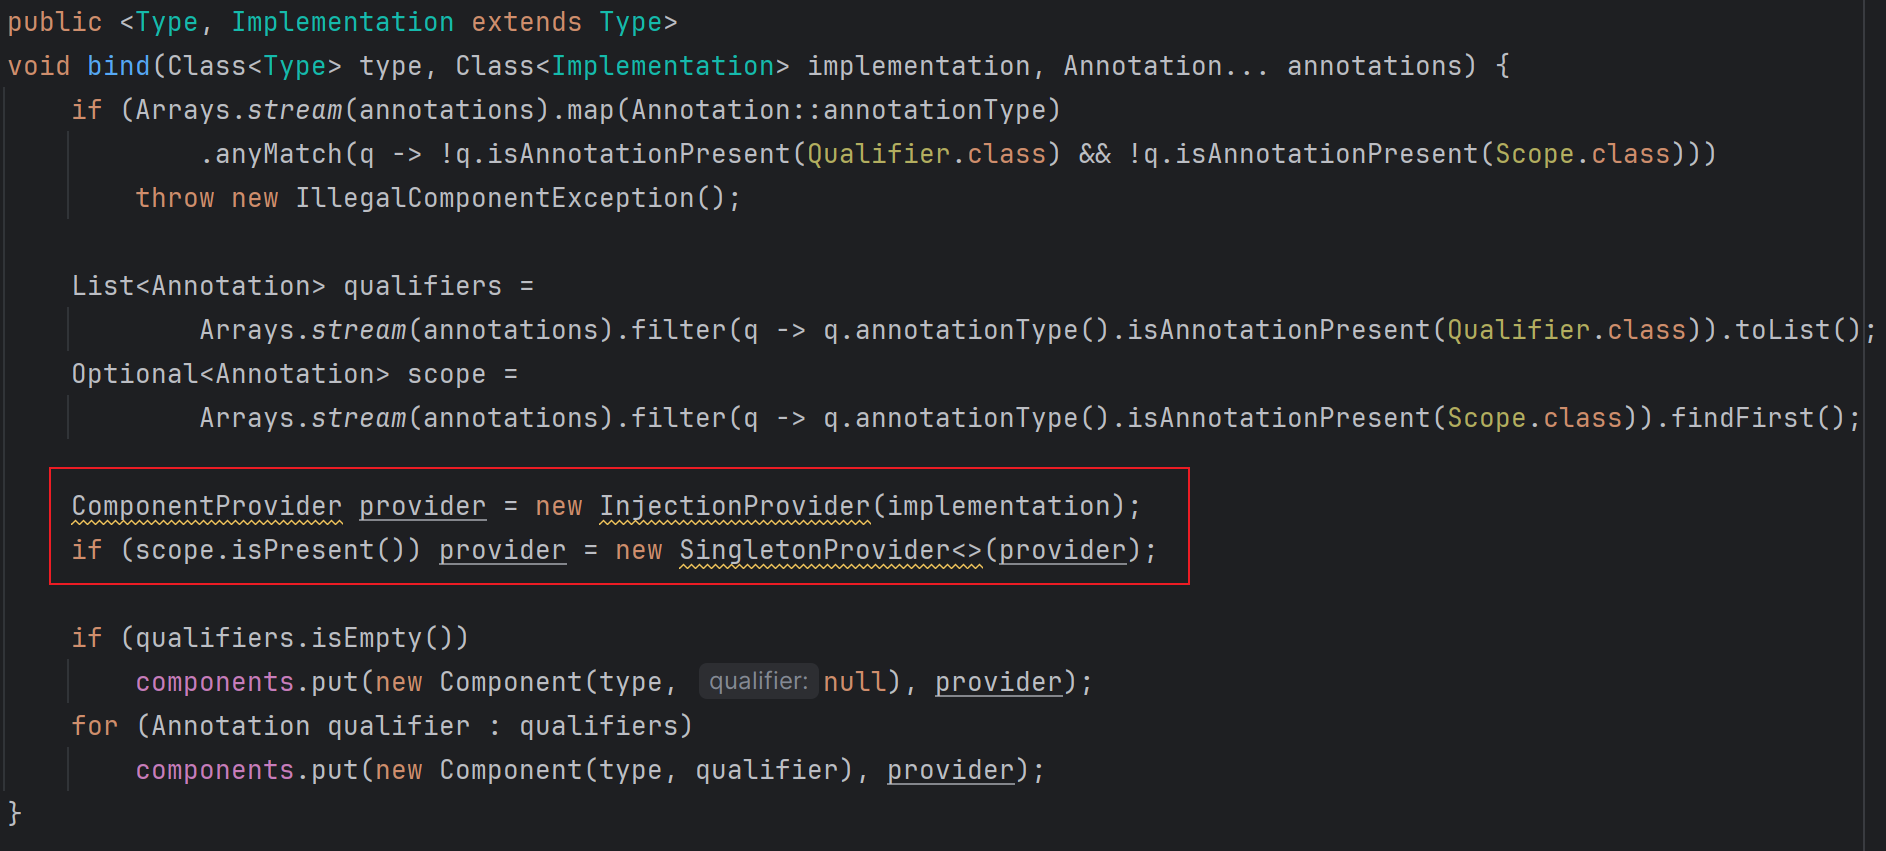 public <Type, Implementation extends Type>
void bind(Class<Type> type, Class<Implementation> implementation, Annotation... annotations) {
    if (Arrays.stream(annotations).map(Annotation::annotationType)
            .anyMatch(q -> !q.isAnnotationPresent(Qualifier.class) && !q.isAnnotationPresent(Scope.class)))
        throw new IllegalComponentException();

    List<Annotation> qualifiers =
            Arrays.stream(annotations).filter(q -> q.annotationType().isAnnotationPresent(Qualifier.class)).toList();
    Optional<Annotation> scope =
            Arrays.stream(annotations).filter(q -> q.annotationType().isAnnotationPresent(Scope.class)).findFirst();

    ComponentProvider provider = new InjectionProvider(implementation);
    if (scope.isPresent()) provider = new SingletonProvider<>(provider);

    if (qualifiers.isEmpty())
        components.put(new Component(type, qualifier: null), provider);
    for (Annotation qualifier : qualifiers)
        components.put(new Component(type, qualifier), provider);
}